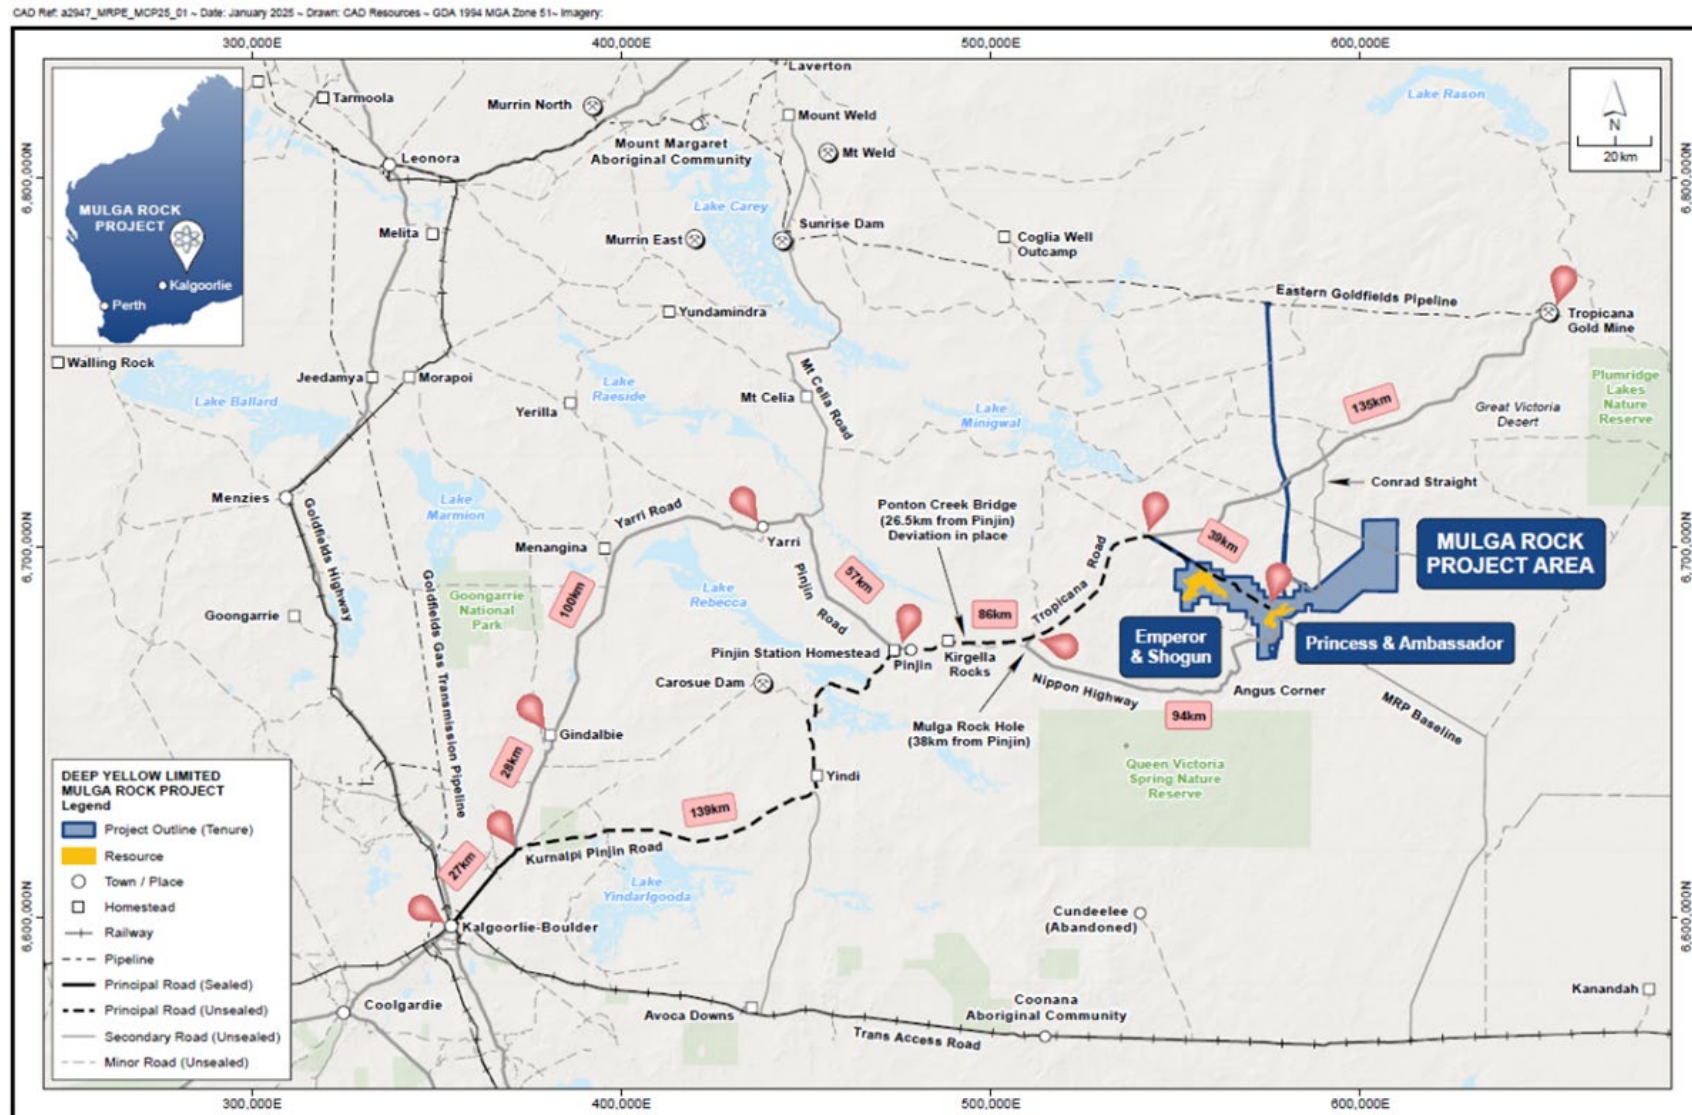 CAD Ref: a2947_MRPE_MCP25_01 ~ Date: January 2025 ~ Drawn: CAD Resources ~ GDA 1994 MGA Zone 51~ Imagery:
300,000E
400,000E
500,000E
600,000E
6,800,000N
6,800,000N
6,700,000N
6,700,000N
6,600,000N
6,600,000N
MULGA ROCK
PROJECT
Kalgoorlie
Perth
Tarmoola
Leonora
Murrin North
Mount Margaret
Aboriginal Community
Laverton
Mount Weld
Mt Weld
Lake Rason
N
20km
Melita
Lake Carey
Murrin East
Sunrise Dam
Coglia Well
Outcamp
Yundamindra
Eastern Goldfields Pipeline
Tropicana
Gold Mine
Walling Rock
Lake Ballard
Jeedamya
Morapoi
Yerilla
Lake
Raeside
Mt Celia
Mt Celia Road
Lake
Minigwal
135km
Great Victoria
Desert
Plumridge
Lakes
Nature
Reserve
Conrad Straight
Menzies
Goldfields Highway
Lake
Marmion
Yarri Road
Yarri
Menangina
Ponton Creek Bridge
(26.5km from Pinjin)
Deviation in place
Tropicana Road
39km
MULGA ROCK
PROJECT AREA
Goongarrie
Goongarrie
National
Park
Goldfields Gas Transmission Pipeline
100km
Lake
Rebecca
Pinjin Road
57km
86km
Emperor
& Shogun
Princess & Ambassador
Pinjin Station Homestead
Pinjin
Kirgella
Rocks
Carosue Dam
Nippon Highway
Angus Corner
94km
MRP Baseline
Mulga Rock Hole
(38km from Pinjin)
Gindalbie
28km
Yindi
Queen Victoria
Spring Nature
Reserve
139km
Kurnalpi Pinjin Road
27km
Lake
Yindarlgooda
Kalgoorlie-Boulder
Cundeelee
(Abandoned)
Coolgardie
Avoca Downs
Coonana
Aboriginal Community
Trans Access Road
Kanandah
DEEP YELLOW LIMITED
MULGA ROCK PROJECT
Legend
Project Outline (Tenure)
Resource
Town / Place
Homestead
Railway
Pipeline
Principal Road (Sealed)
Principal Road (Unsealed)
Secondary Road (Unsealed)
Minor Road (Unsealed)
300,000E
400,000E
500,000E
600,000E